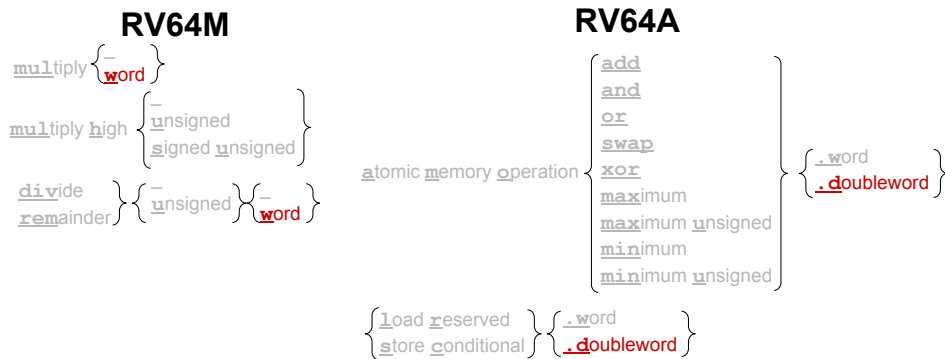 RV64M
multiply { _
word }
multiply high { _
unsigned
signed unsigned }
divide
remainder } { _
unsigned } { _
word }
RV64A
atomic memory operation { add
and
or
swap
xor
maximum
maximum unsigned
minimum
minimum unsigned } { .word
.doubleword }
{ load reserved
store conditional } { .word
.doubleword }